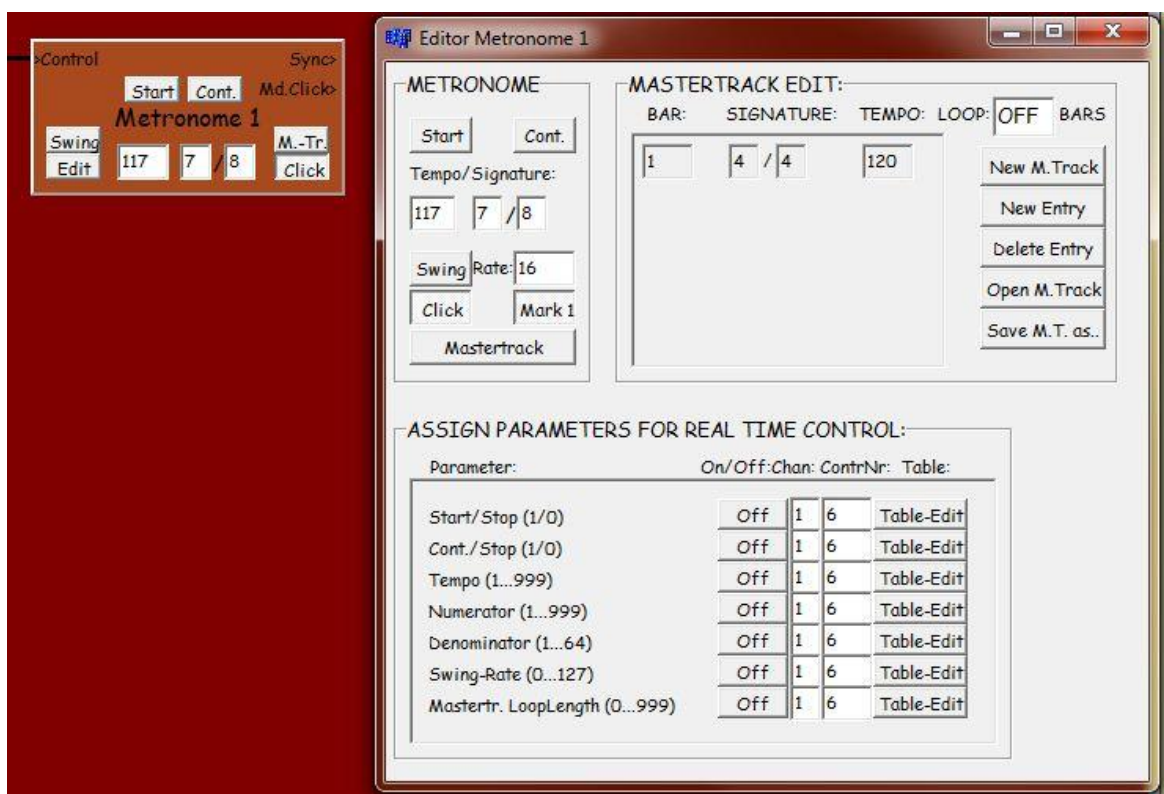 >Control Sync>
Start Cont. Md.Click>
Metronome 1
Swing M.-Tr.
Edit 117 7 / 8 Click
Editor Metronome 1
METRONOME
Start Cont.
Tempo/Signature:
117 7 / 8
Swing Rate: 16
Click Mark 1
Mastertrack
MASTERTRACK EDIT:
BAR: SIGNATURE: TEMPO: LOOP: OFF BARS
1 4 / 4 120
New M.Track
New Entry
Delete Entry
Open M.Track
Save M.T. as..
ASSIGN PARAMETERS FOR REAL TIME CONTROL:
Parameter: On/Off: Chan: ContrNr: Table:
Start/Stop (1/0) Off 1 6 Table-Edit
Cont./Stop (1/0) Off 1 6 Table-Edit
Tempo (1...999) Off 1 6 Table-Edit
Numerator (1...999) Off 1 6 Table-Edit
Denominator (1...64) Off 1 6 Table-Edit
Swing-Rate (0...127) Off 1 6 Table-Edit
Mastertr. LoopLength (0...999) Off 1 6 Table-Edit